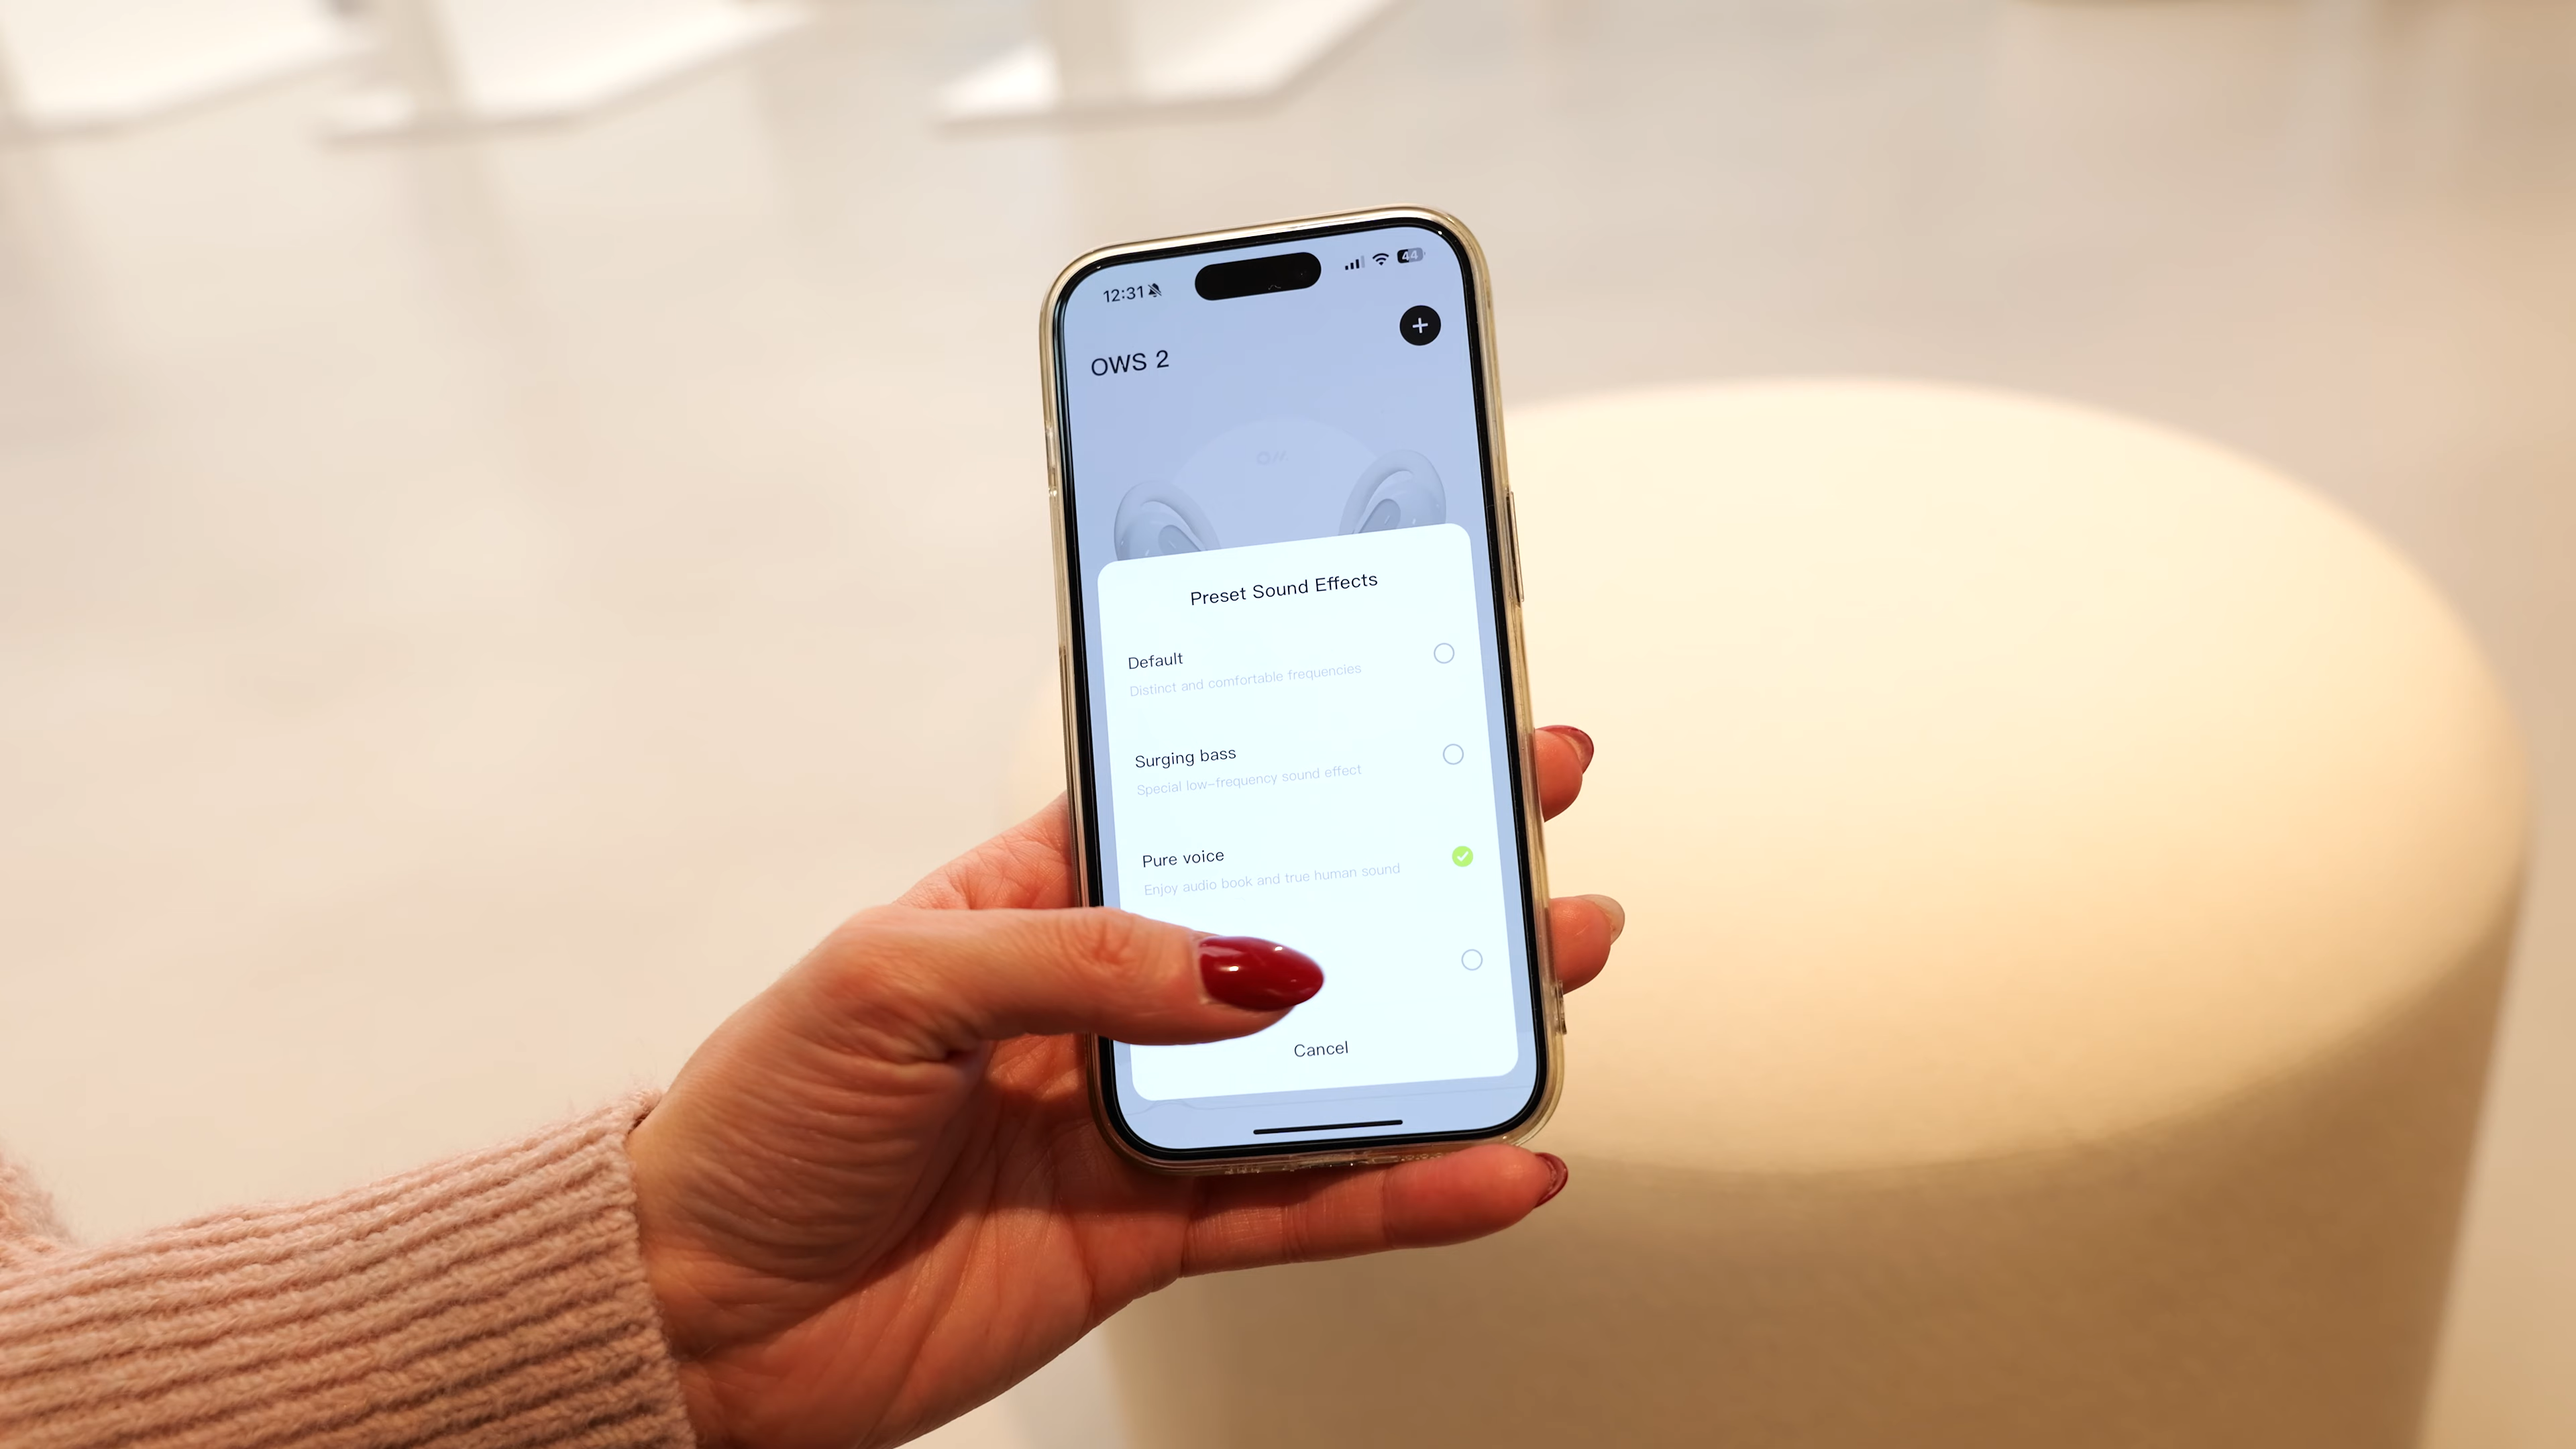 12:31
44
OWS 2
Preset Sound Effects
Default
Distinct and comfortable frequencies
Surging bass
Special low-frequency sound effect
Pure voice
Enjoy audio book and true human sound
Cancel